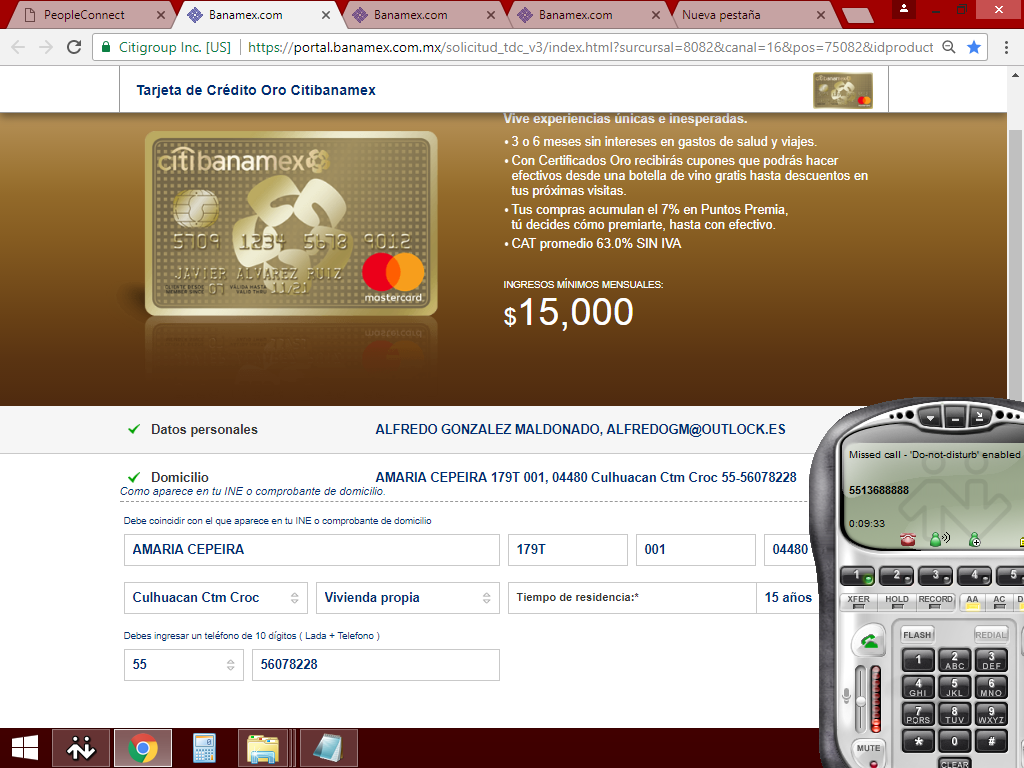 PeopleConnect
Banamex.com
Banamex.com
Banamex.com
Nueva pestaña
Citigroup Inc. [US]
https://portal.banamex.com.mx/solicitud_tdc_v3/index.html?surcursal=8082&canal=16&pos=75082&idproduct
Tarjeta de Crédito Oro Citibanamex
Vive experiencias únicas e inesperadas.
• 3 o 6 meses sin intereses en gastos de salud y viajes.
• Con Certificados Oro recibirás cupones que podrás hacer
efectivos desde una botella de vino gratis hasta descuentos en
tus próximas visitas.
• Tus compras acumulan el 7% en Puntos Premia,
tú decides cómo premiarte, hasta con efectivo.
• CAT promedio 63.0% SIN IVA
INGRESOS MÍNIMOS MENSUALES:
$15,000
citibanamex
5709 1234 5678 9012
JAVIER ALVAREZ RUIZ
CLIENTE DESDE
MEMBER SINCE
07
VALIDA HASTA
VALID THRU
11/21
mastercard
Datos personales
ALFREDO GONZALEZ MALDONADO, ALFREDOGM@OUTLOCK.ES
Domicilio
AMARIA CEPEIRA 179T 001, 04480 Culhuacan Ctm Croc 55-56078228
Como aparece en tu INE o comprobante de domicilio.
Debe coincidir con el que aparece en tu INE o comprobante de domicilio
AMARIA CEPEIRA
179T
001
04480
Culhuacan Ctm Croc
Vivienda propia
Tiempo de residencia:*
15 años
Debes ingresar un teléfono de 10 dígitos ( Lada + Telefono )
55
56078228
Missed call - 'Do-not-disturb' enabled
5513688888
0:09:33
1
2
3
4
5
XFER
HOLD
RECORD
AA
AC
D
FLASH
REDIAL
1
2 ABC
3 DEF
4 GHI
5 JKL
6 MNO
7 PQRS
8 TUV
9 WXYZ
*
0
#
MUTE
CLEAR